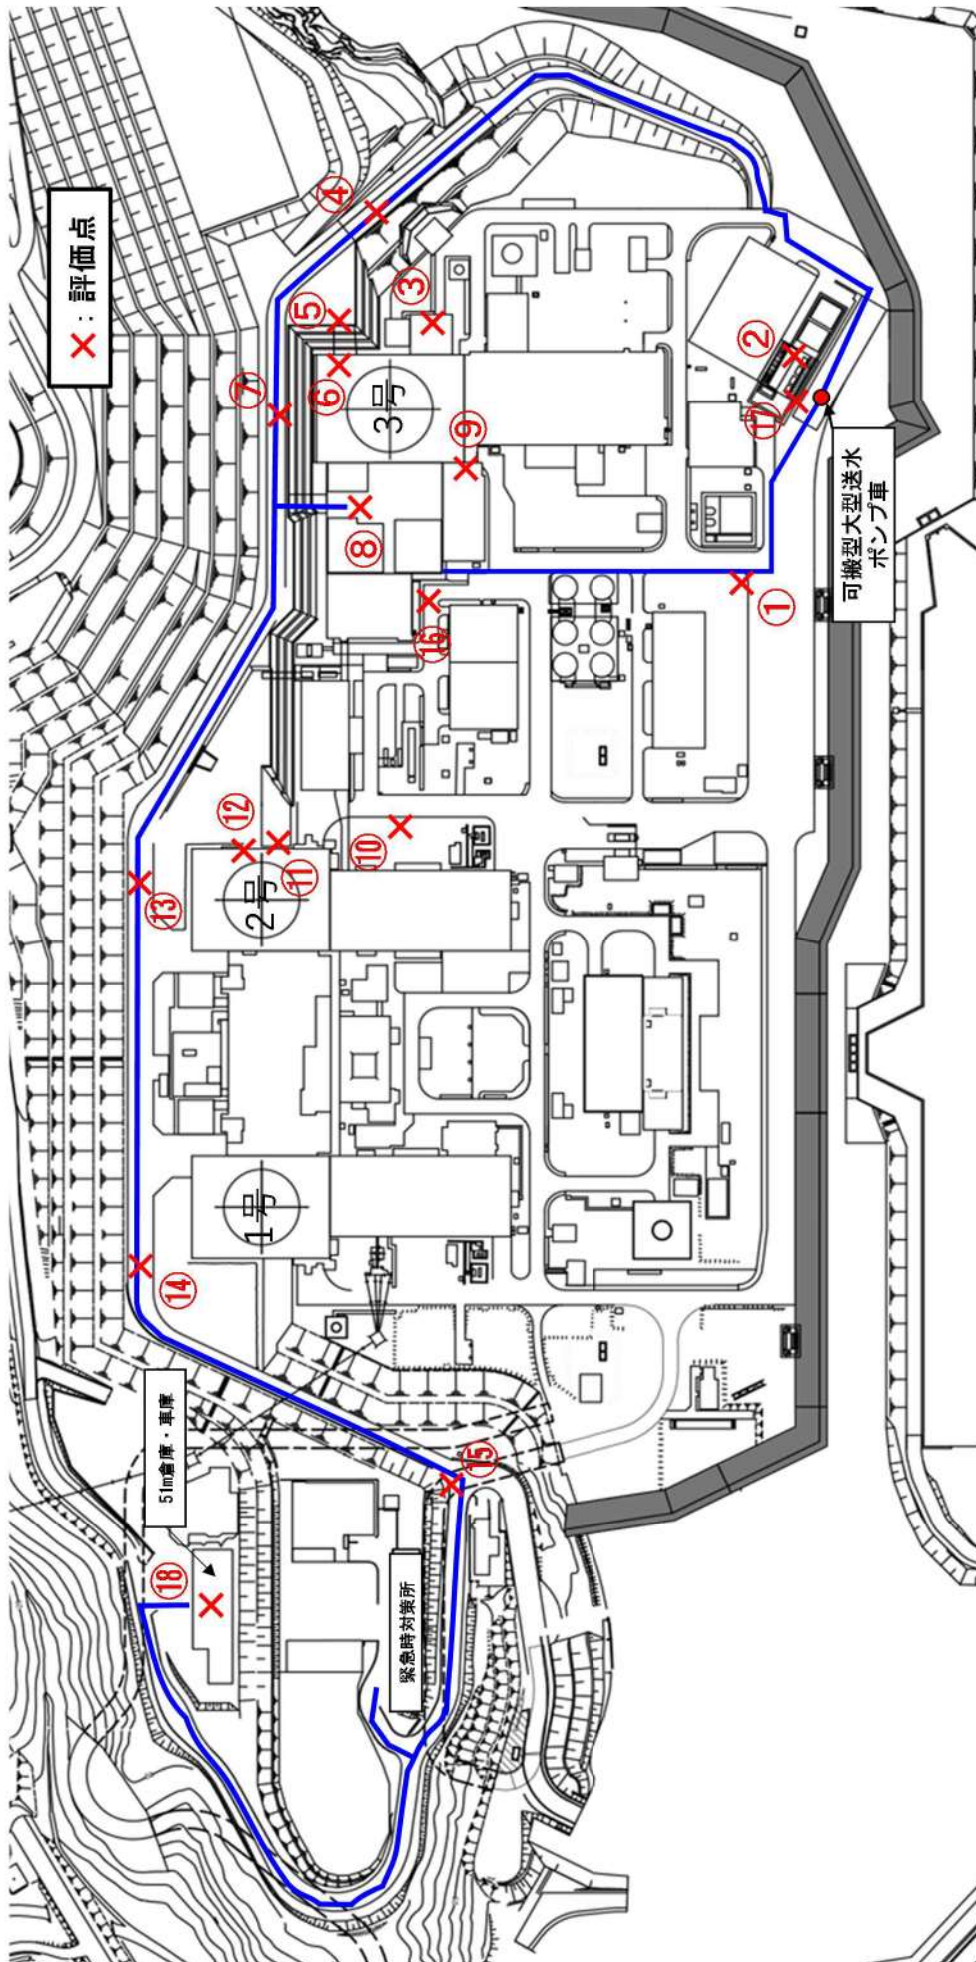 ×：評価点
④
⑤
③
⑦
⑥
3号
⑨
②
⑰
可搬型大型送水
ポンプ車
⑧
①
⑯
⑫
⑩
⑪
⑬
2号
1号
⑭
51m倉庫・車庫
⑮
⑱
緊急時対策所